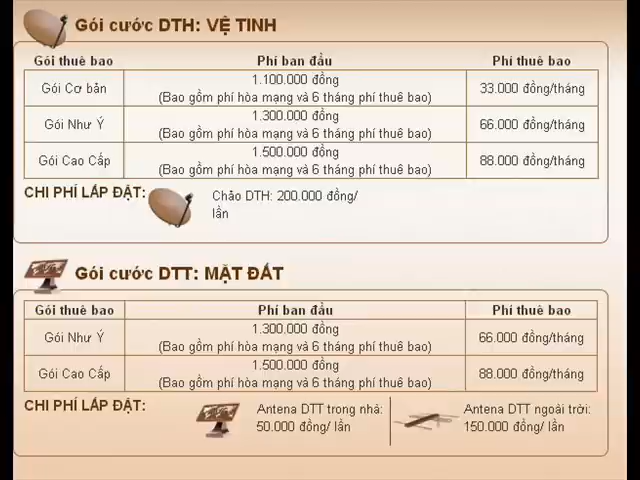 Gói cước DTH: VỆ TINH
Gói thuê bao Phí ban đầu Phí thuê bao
Gói Cơ bản 1.100.000 đồng (Bao gồm phí hòa mạng và 6 tháng phí thuê bao) 33.000 đồng/tháng
Gói Như Ý 1.300.000 đồng (Bao gồm phí hòa mạng và 6 tháng phí thuê bao) 66.000 đồng/tháng
Gói Cao Cấp 1.500.000 đồng (Bao gồm phí hòa mạng và 6 tháng phí thuê bao) 88.000 đồng/tháng
CHI PHÍ LẮP ĐẶT:
Chảo DTH: 200.000 đồng/
lần
Gói cước DTT: MẶT ĐẤT
Gói thuê bao Phí ban đầu Phí thuê bao
Gói Như Ý 1.300.000 đồng (Bao gồm phí hòa mạng và 6 tháng phí thuê bao) 66.000 đồng/tháng
Gói Cao Cấp 1.500.000 đồng (Bao gồm phí hòa mạng và 6 tháng phí thuê bao) 88.000 đồng/tháng
CHI PHÍ LẮP ĐẶT:
Antena DTT trong nhà:
50.000 đồng/ lần
Antena DTT ngoài trời:
150.000 đồng/ lần